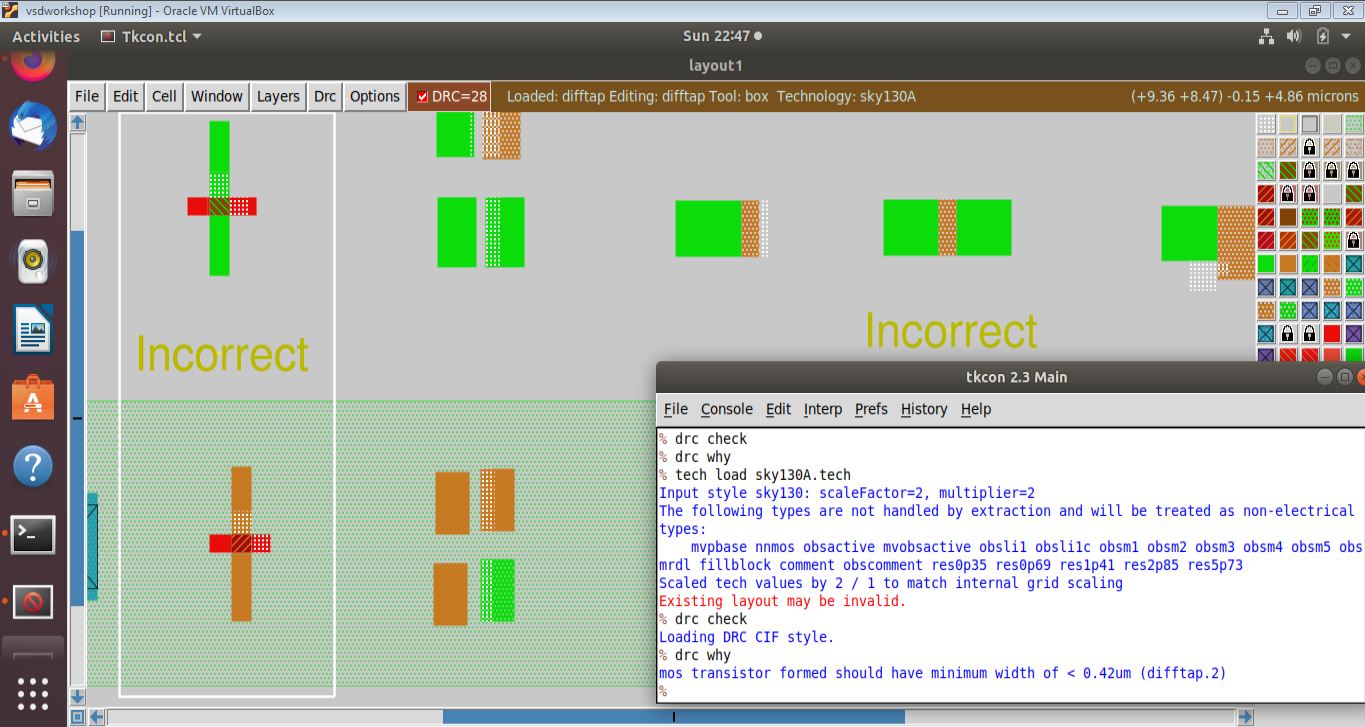 vsdworkshop [Running] - Oracle VM VirtualBox
Activities Tkcon.tcl Sun 22:47
layout1
File Edit Cell Window Layers Drc Options DRC=28 Loaded: difftap Editing: difftap Tool: box Technology: sky130A (+9.36 +8.47) -0.15 +4.86 microns
Incorrect
Incorrect
tkcon 2.3 Main
File Console Edit Interp Prefs History Help
% drc check
% drc why
% tech load sky130A.tech
Input style sky130: scaleFactor=2, multiplier=2
The following types are not handled by extraction and will be treated as non-electrical
types:
mvpbase nnmos obsactive mvobsactive obsli1 obsli1c obsm1 obsm2 obsm3 obsm4 obsm5 obs
mrdl fillblock comment obscomment res0p35 res0p69 res1p41 res2p85 res5p73
Scaled tech values by 2 / 1 to match internal grid scaling
Existing layout may be invalid.
% drc check
Loading DRC CIF style.
% drc why
mos transistor formed should have minimum width of < 0.42um (difftap.2)
%